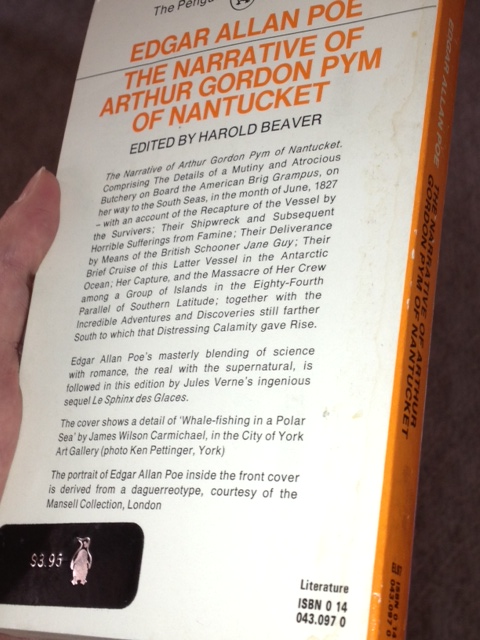 The Pengu
EDGAR ALLAN POE
THE NARRATIVE OF
ARTHUR GORDON PYM
OF NANTUCKET
EDITED BY HAROLD BEAVER
The Narrative of Arthur Gordon Pym of Nantucket.
Comprising The Details of a Mutiny and Atrocious
Butchery on Board the American Brig Grampus, on
her way to the South Seas, in the month of June, 1827
– with an account of the Recapture of the Vessel by
the Survivers; Their Shipwreck and Subsequent
Horrible Sufferings from Famine; Their Deliverance
by Means of the British Schooner Jane Guy; Their
Brief Cruise of this Latter Vessel in the Antarctic
Ocean; Her Capture, and the Massacre of Her Crew
among a Group of Islands in the Eighty-Fourth
Parallel of Southern Latitude; together with the
Incredible Adventures and Discoveries still farther
South to which that Distressing Calamity gave Rise.
Edgar Allan Poe's masterly blending of science
with romance, the real with the supernatural, is
followed in this edition by Jules Verne's ingenious
sequel Le Sphinx des Glaces.
The cover shows a detail of 'Whale-fishing in a Polar
Sea' by James Wilson Carmichael, in the City of York
Art Gallery (photo Ken Pettinger, York)
The portrait of Edgar Allan Poe inside the front cover
is derived from a daguerreotype, courtesy of the
Mansell Collection, London
$3.95
Literature
ISBN 0 14
043.097 0
EDGAR ALLAN POE
THE NARRATIVE OF ARTHUR
GORDON PYM OF NANTUCKET
ISBN 0 14
043.097 0